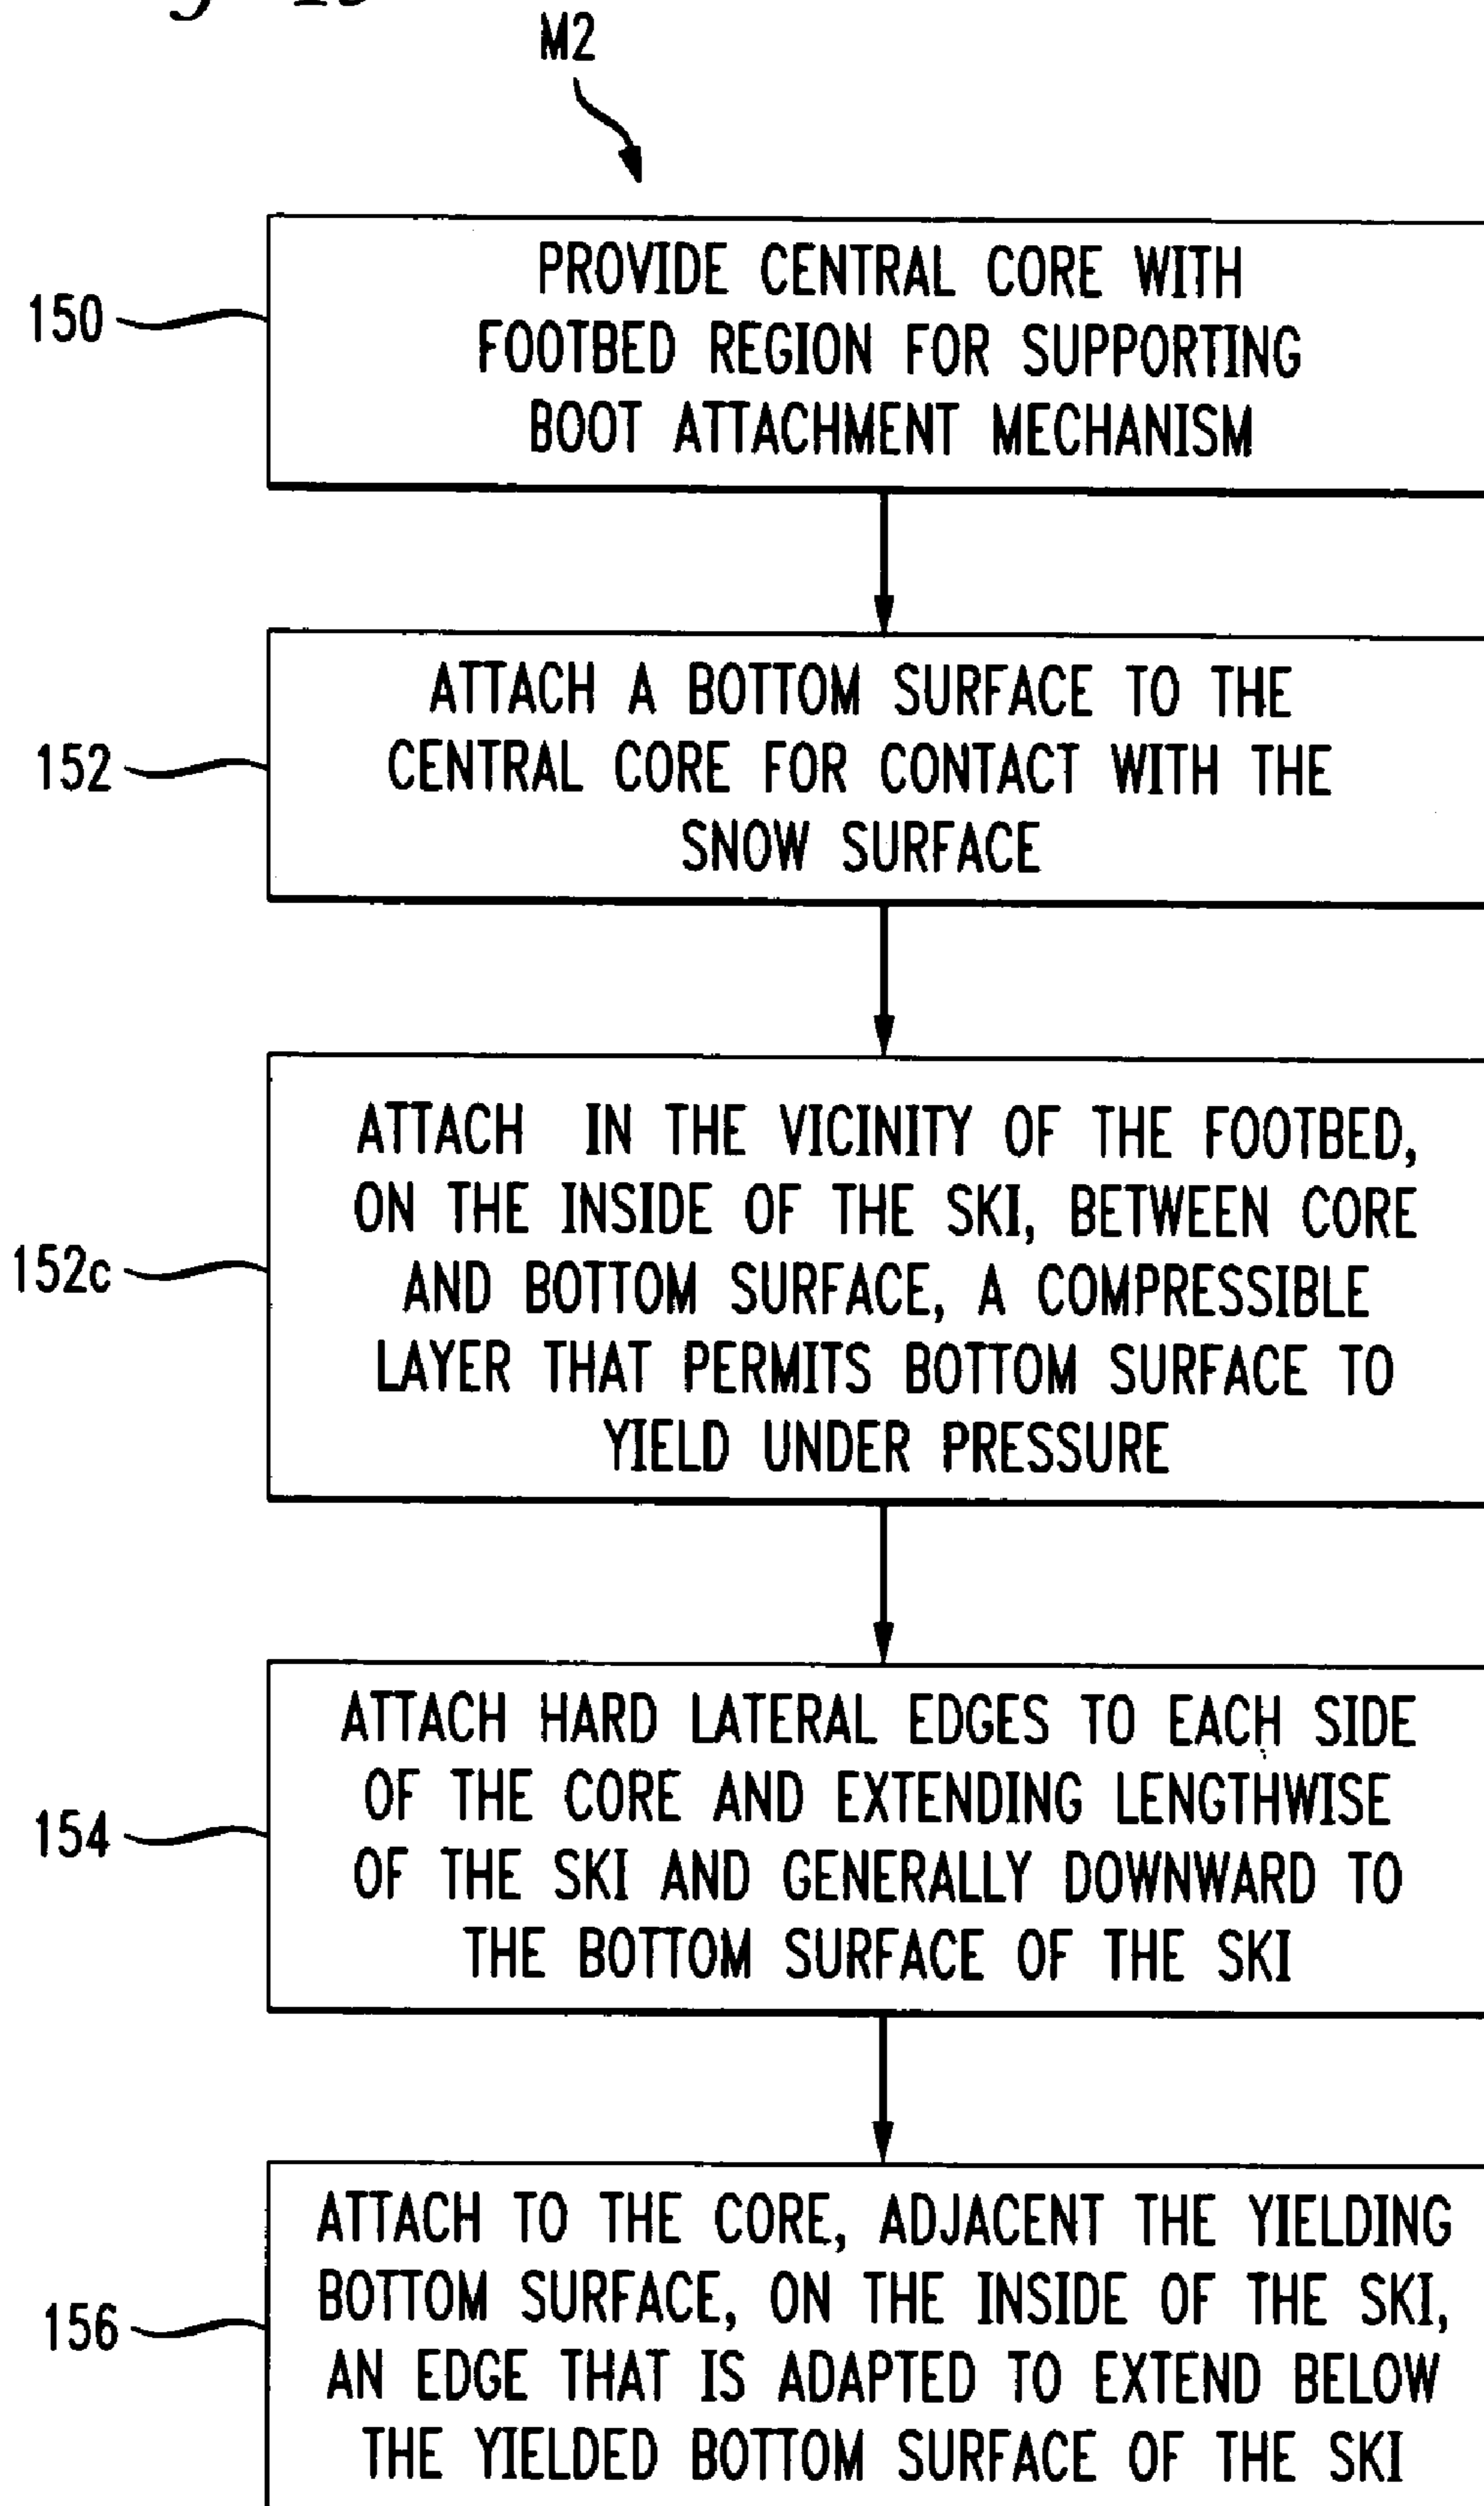 M2
150
PROVIDE CENTRAL CORE WITH
FOOTBED REGION FOR SUPPORTING
BOOT ATTACHMENT MECHANISM
152
ATTACH A BOTTOM SURFACE TO THE
CENTRAL CORE FOR CONTACT WITH THE
SNOW SURFACE
152c
ATTACH IN THE VICINITY OF THE FOOTBED,
ON THE INSIDE OF THE SKI, BETWEEN CORE
AND BOTTOM SURFACE, A COMPRESSIBLE
LAYER THAT PERMITS BOTTOM SURFACE TO
YIELD UNDER PRESSURE
154
ATTACH HARD LATERAL EDGES TO EACH SIDE
OF THE CORE AND EXTENDING LENGTHWISE
OF THE SKI AND GENERALLY DOWNWARD TO
THE BOTTOM SURFACE OF THE SKI
156
ATTACH TO THE CORE, ADJACENT THE YIELDING
BOTTOM SURFACE, ON THE INSIDE OF THE SKI,
AN EDGE THAT IS ADAPTED TO EXTEND BELOW
THE YIELDED BOTTOM SURFACE OF THE SKI